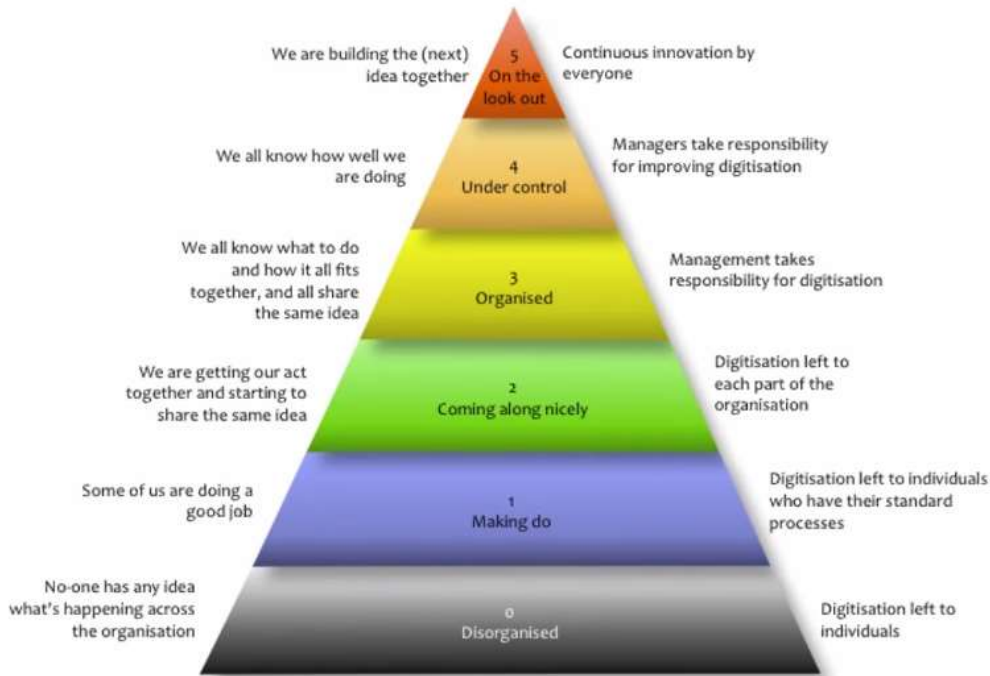 We are building the (next)
idea together
5
On the
look out
Continuous innovation by
everyone
We all know how well we
are doing
4
Under control
Managers take responsibility
for improving digitisation
We all know what to do
and how it all fits
together, and all share
the same idea
3
Organised
Management takes
responsibility for digitisation
We are getting our act
together and starting to
share the same idea
2
Coming along nicely
Digitisation left to
each part of the
organisation
Some of us are doing a
good job
1
Making do
Digitisation left to individuals
who have their standard
processes
No-one has any idea
what's happening across
the organisation
0
Disorganised
Digitisation left to
individuals